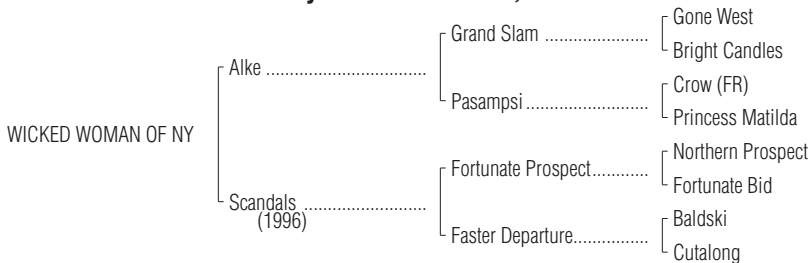 Gone West
Grand Slam ......................
Bright Candles
Alke .................................
Crow (FR)
Pasampsi .........................
Princess Matilda
WICKED WOMAN OF NY
Northern Prospect
Fortunate Prospect............
Fortunate Bid
Scandals .........................
(1996)
Baldski
Faster Departure................
Cutalong